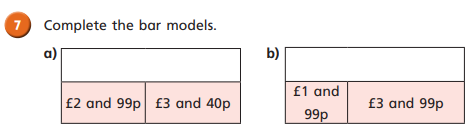 7 Complete the bar models.
a) b)
£2 and 99p £3 and 40p £1 and £3 and 99p
99p